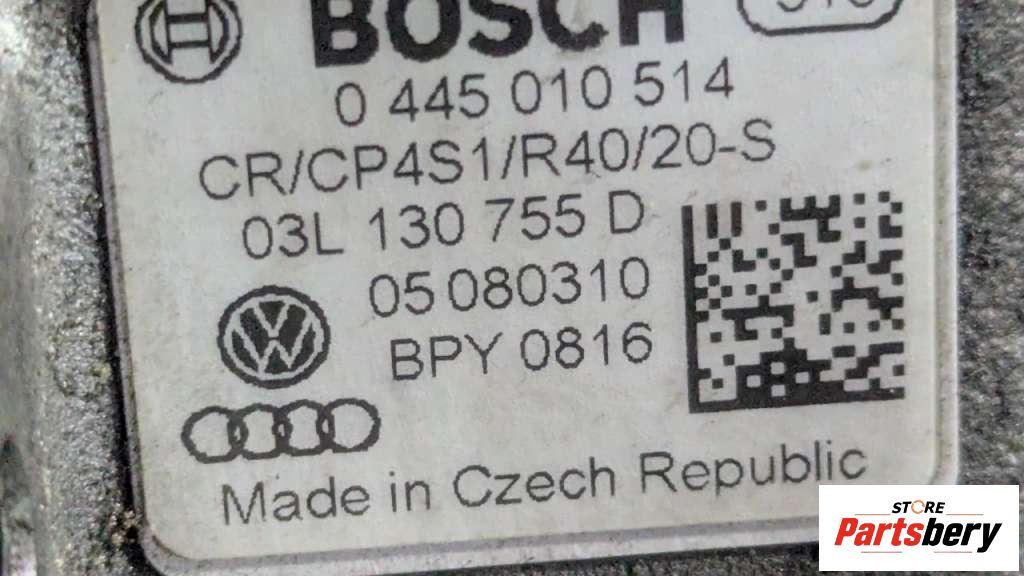 BOSCH
0 445 010 514
CR/CP4S1/R40/20-S
03L 130 755 D
05 080310
BPY 0816
Made in Czech Republic
STORE
Partsbery